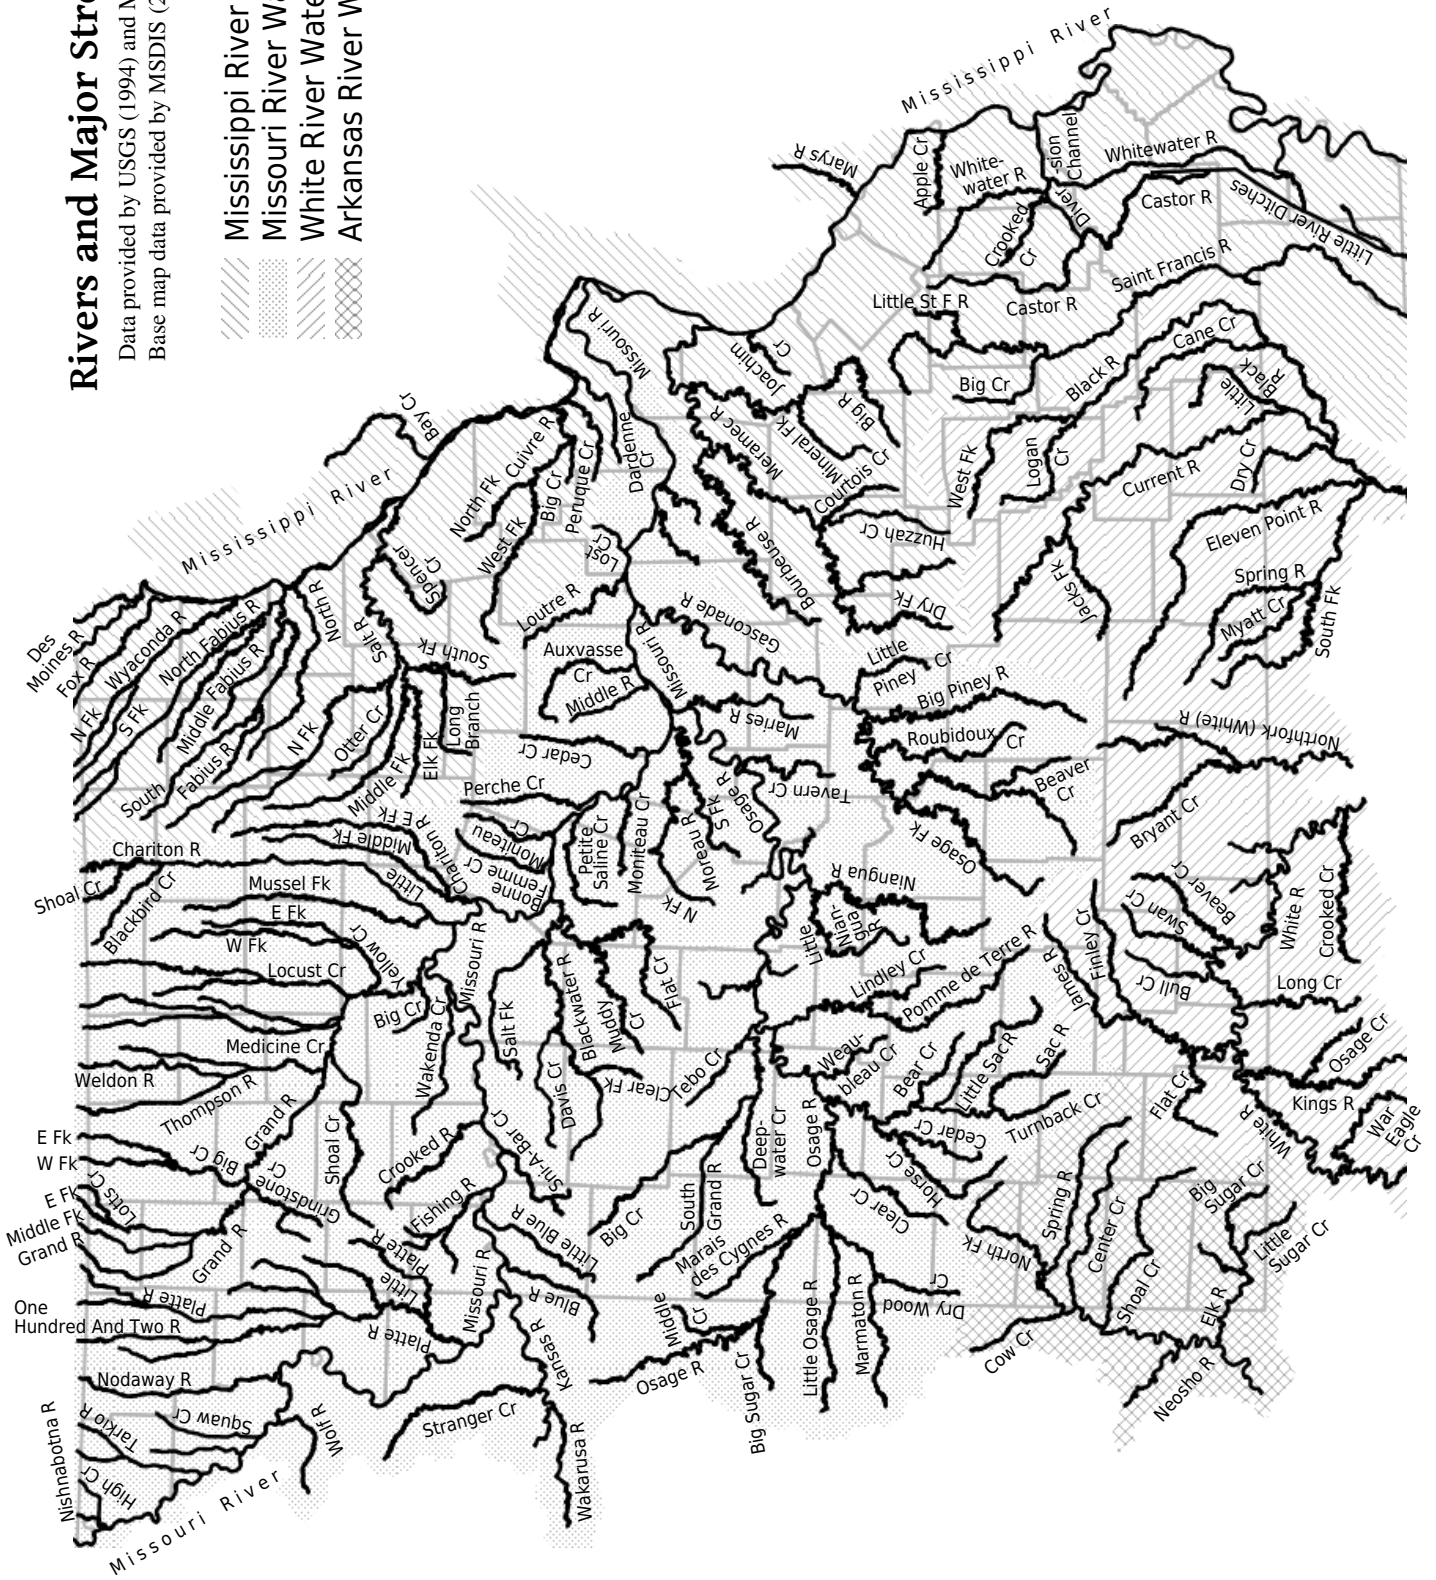 Rivers and Major Stre
Data provided by USGS (1994) and M
Base map data provided by MSDIS (2
Mississippi River
Missouri River Wa
White River Wate
Arkansas River W
Mississippi River
Marys R
Apple Cr
White-
water R
Diver-
sion
Channel
Whitewater R
Crooked
Cr
Castor R
Little River Ditches
Little St F R
Castor R
Saint Francis R
Missouri R
Joachim
Cr
Big Cr
Black R
Cane Cr
Little
Black
R
Bay Cr
Mississippi River
Cuivre R
North Fk
Big Cr
Peruque Cr
Dardenne
Cr
Meramec R
Mineral Fk
Big R
Courtois Cr
West Fk
Logan
Cr
Current R
Dry Cr
Spencer
Cr
West Fk
Lost
Cr
Bourbeuse R
Huzzah Cr
Eleven Point R
Spring R
Myatt Cr
South Fk
Jacks Fk
Dry Fk
Des
Moines R
Fox R
Wyaconda R
North Fabius R
Middle Fabius R
North R
Salt R
South Fk
Loutre R
Auxvasse
Cr
Middle R
Missouri R
Gasconade R
Little
Piney
Cr
Big Piney R
N Fk
S Fk
South
Fabius R
N Fk
Otter Cr
Middle Fk
Elk Fk
Long
Branch
Cedar Cr
Maries R
Roubidoux
Cr
Northfork (White) R
Perche Cr
Tavern Cr
Beaver
Cr
Bryant Cr
Osage R
S Fk
Moreau R
N Fk
Osage Fk
Chariton R
Middle Fk
E Fk
Little
Chariton R
Moniteau
Cr
Bonne
Femme Cr
Petite
Saline Cr
Moniteau Cr
Niangua R
Little
Nian-
gua
R
Shoal Cr
Blackbird Cr
Mussel Fk
E Fk
W Fk
Yellow Cr
Locust Cr
Missouri R
Blackwater R
Muddy
Cr
Flat Cr
Lindley Cr
Pomme de Terre R
James R
Finley Cr
Swan Cr
Beaver Cr
Bull Cr
White R
Crooked Cr
Long Cr
Big Cr
Wakenda Cr
Salt Fk
Davis Cr
Clear Fk
Tebo Cr
Weau-
bleau Cr
Bear Cr
Little Sac R
Sac R
Osage Cr
Medicine Cr
Weldon R
Thompson R
Grand R
Turnback Cr
Flat Cr
White R
Kings R
War
Eagle
Cr
E Fk
W Fk
Big Cr
Shoal Cr
Crooked R
Sni-A-Bar Cr
Deep-
water Cr
Osage R
Cedar Cr
Horse Cr
E Fk
Lotts Cr
Middle Fk
Grand R
Grindstone
Cr
Fishing R
Little Blue R
Big Cr
South
Grand R
Clear Cr
Spring R
Center Cr
Big
Sugar Cr
Little
Sugar Cr
Grand R
Platte R
Little
Platte R
Missouri R
Marais
des Cygnes R
North Fk
Shoal Cr
Elk R
One
Hundred And Two R
Platte R
Blue R
Kansas R
Middle
Cr
Little Osage R
Marmaton R
Dry Wood
Cr
Nodaway R
Osage R
Big Sugar Cr
Cow Cr
Neosho R
Nishnabotna R
Tarkio R
Squaw Cr
High Cr
Wolf R
Stranger Cr
Wakarusa R
Missouri River